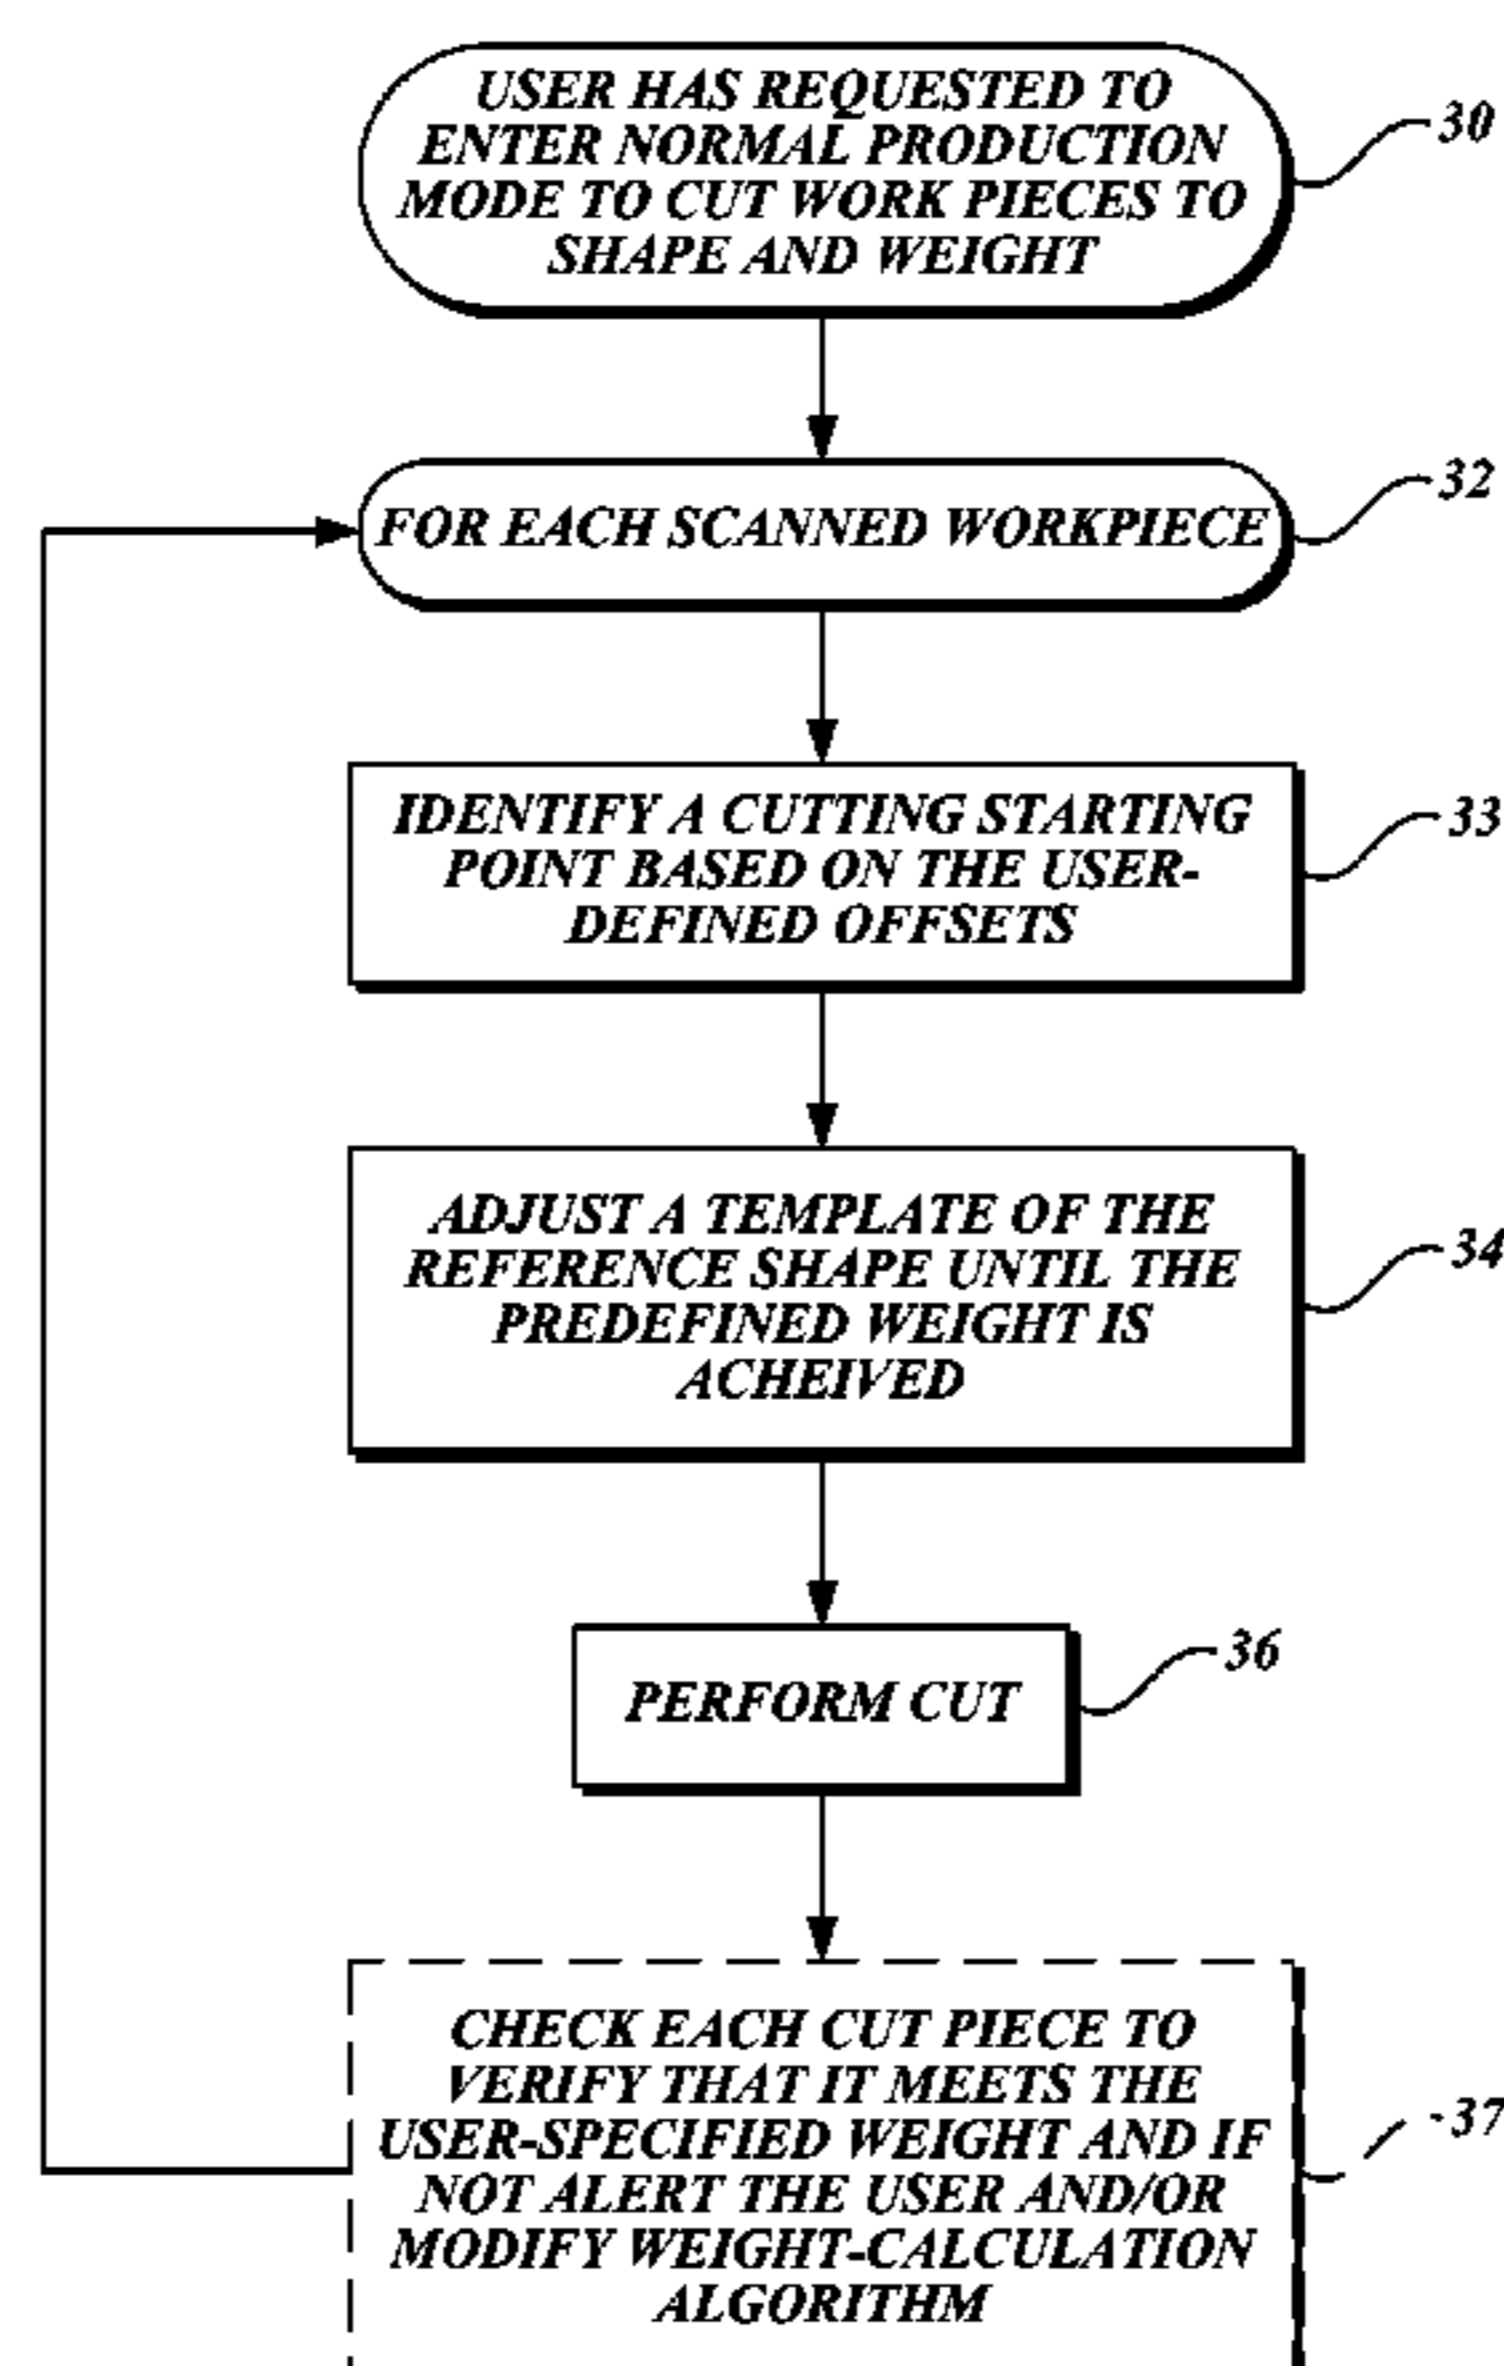 USER HAS REQUESTED TO
ENTER NORMAL PRODUCTION
MODE TO CUT WORK PIECES TO
SHAPE AND WEIGHT
30
FOR EACH SCANNED WORKPIECE
32
IDENTIFY A CUTTING STARTING
POINT BASED ON THE USER-
DEFINED OFFSETS
33
ADJUST A TEMPLATE OF THE
REFERENCE SHAPE UNTIL THE
PREDEFINED WEIGHT IS
ACHEIVED
34
PERFORM CUT
36
CHECK EACH CUT PIECE TO
VERIFY THAT IT MEETS THE
USER-SPECIFIED WEIGHT AND IF
NOT ALERT THE USER AND/OR
MODIFY WEIGHT-CALCULATION
ALGORITHM
37